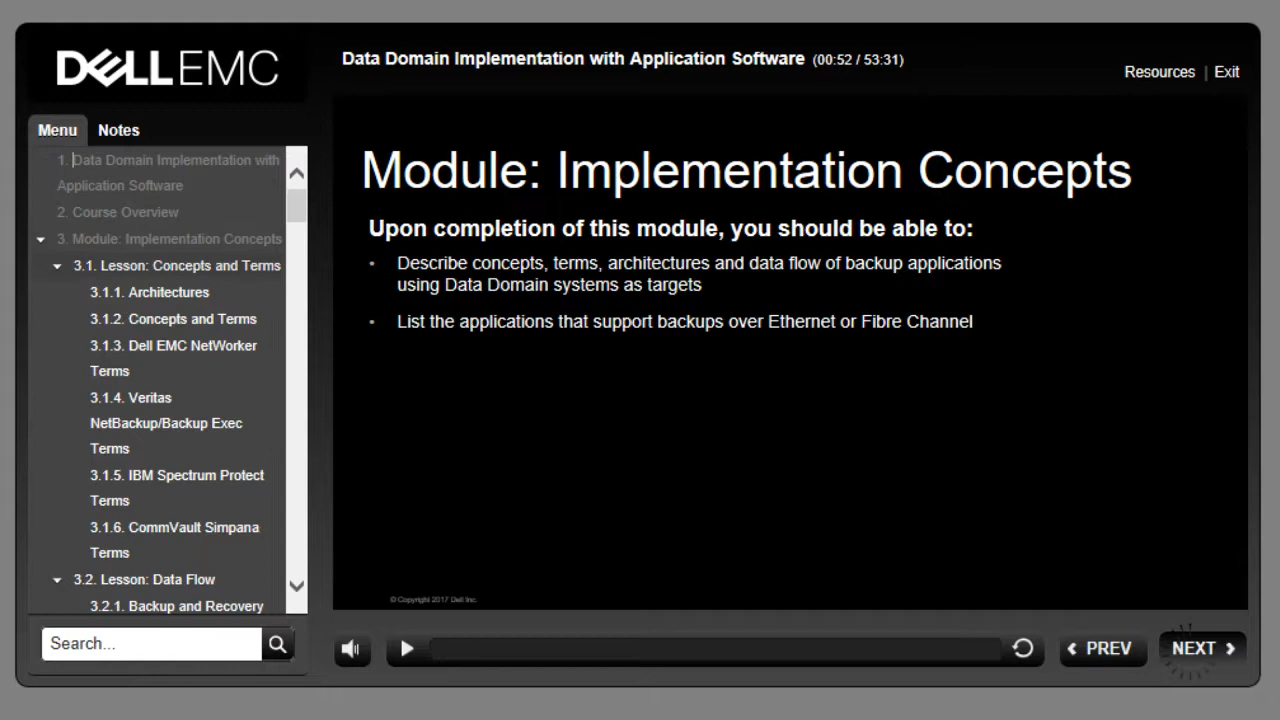 DELLEMC
Data Domain Implementation with Application Software (00:52 / 53:31)
Resources | Exit
Menu
Notes
1. Data Domain Implementation with
Application Software
2. Course Overview
3. Module: Implementation Concepts
3.1. Lesson: Concepts and Terms
3.1.1. Architectures
3.1.2. Concepts and Terms
3.1.3. Dell EMC NetWorker
Terms
3.1.4. Veritas
NetBackup/Backup Exec
Terms
3.1.5. IBM Spectrum Protect
Terms
3.1.6. CommVault Simpana
Terms
3.2. Lesson: Data Flow
3.2.1. Backup and Recovery
Search...
Module: Implementation Concepts
Upon completion of this module, you should be able to:
• Describe concepts, terms, architectures and data flow of backup applications
using Data Domain systems as targets
• List the applications that support backups over Ethernet or Fibre Channel
© Copyright 2017 Dell Inc.
PREV
NEXT